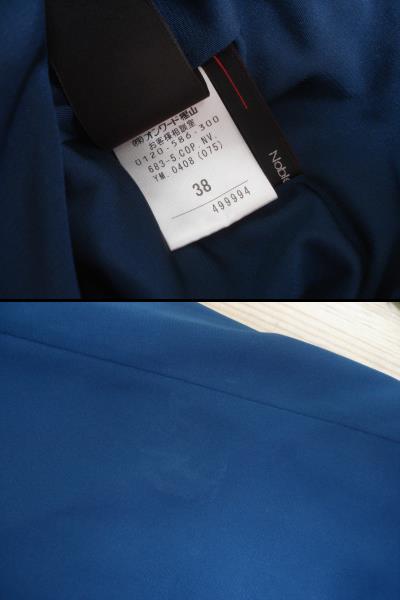 ㈱オンワード樫山
お客様相談室
0120-586-300
683-5.COP.NV.
YM.0408 (075)
38
499994
Noble